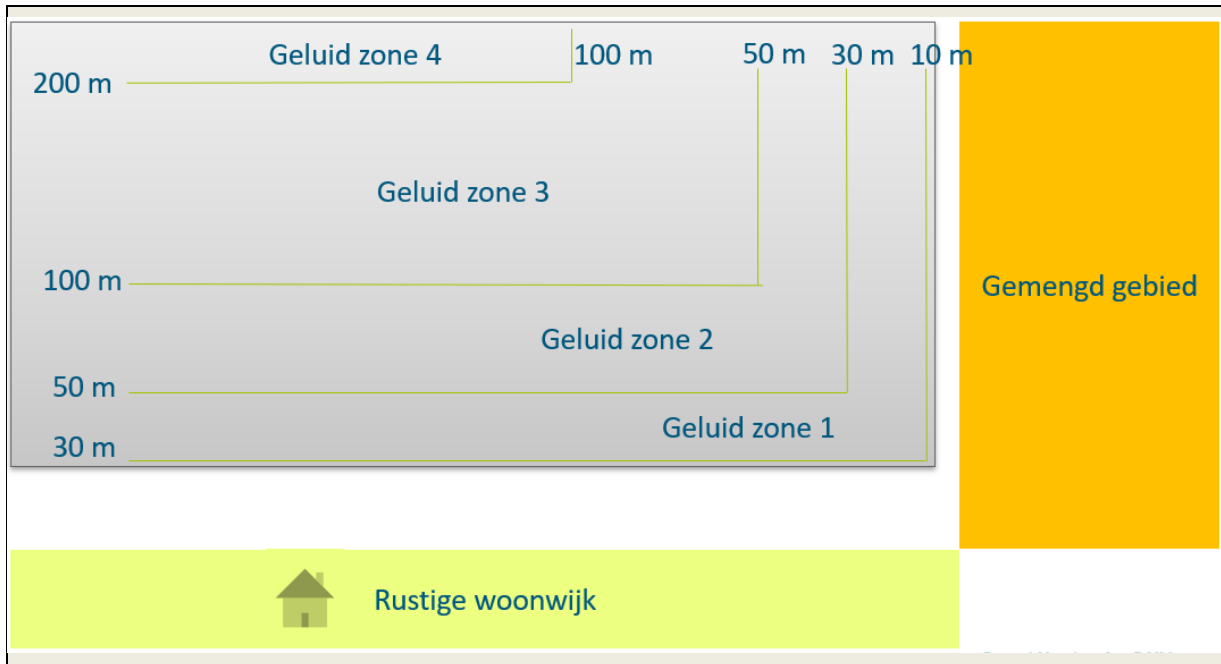 Geluid zone 4
100 m
50 m
30 m
10 m
200 m
Geluid zone 3
100 m
Gemengd gebied
Geluid zone 2
50 m
Geluid zone 1
30 m
Rustige woonwijk